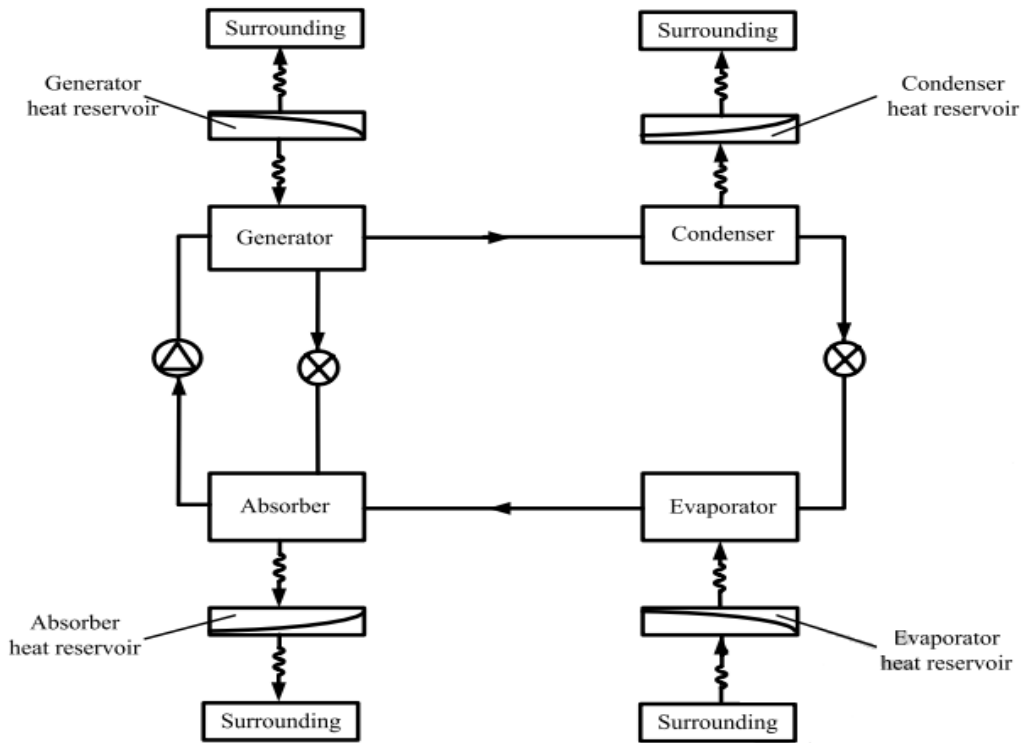 Surrounding
Surrounding
Generator
heat reservoir
Condenser
heat reservoir
Generator
Condenser
Absorber
Evaporator
Absorber
heat reservoir
Evaporator
heat reservoir
Surrounding
Surrounding